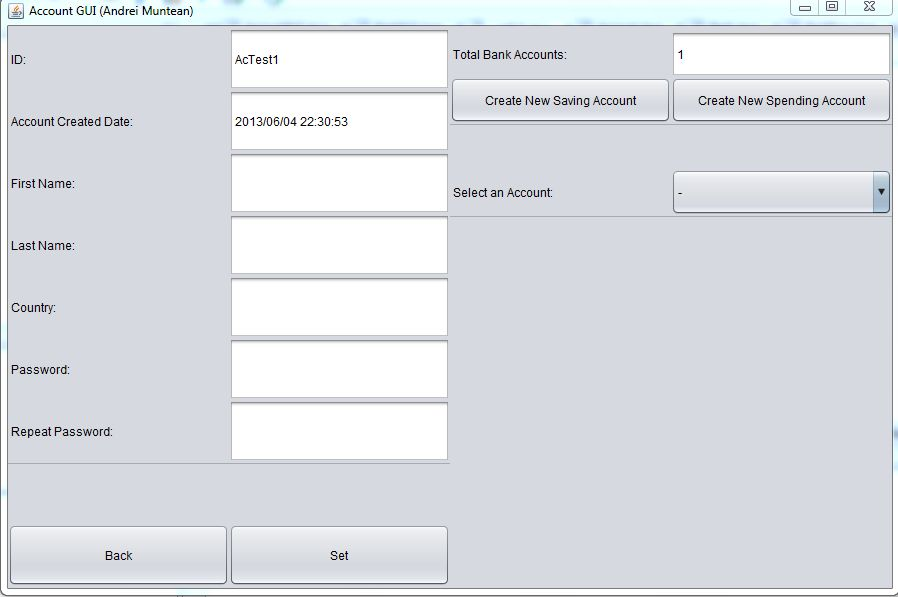 Account GUI (Andrei Muntean)
ID:
AcTest1
Account Created Date:
2013/06/04 22:30:53
First Name:
Last Name:
Country:
Password:
Repeat Password:
Back
Set
Total Bank Accounts:
1
Create New Saving Account
Create New Spending Account
Select an Account:
-